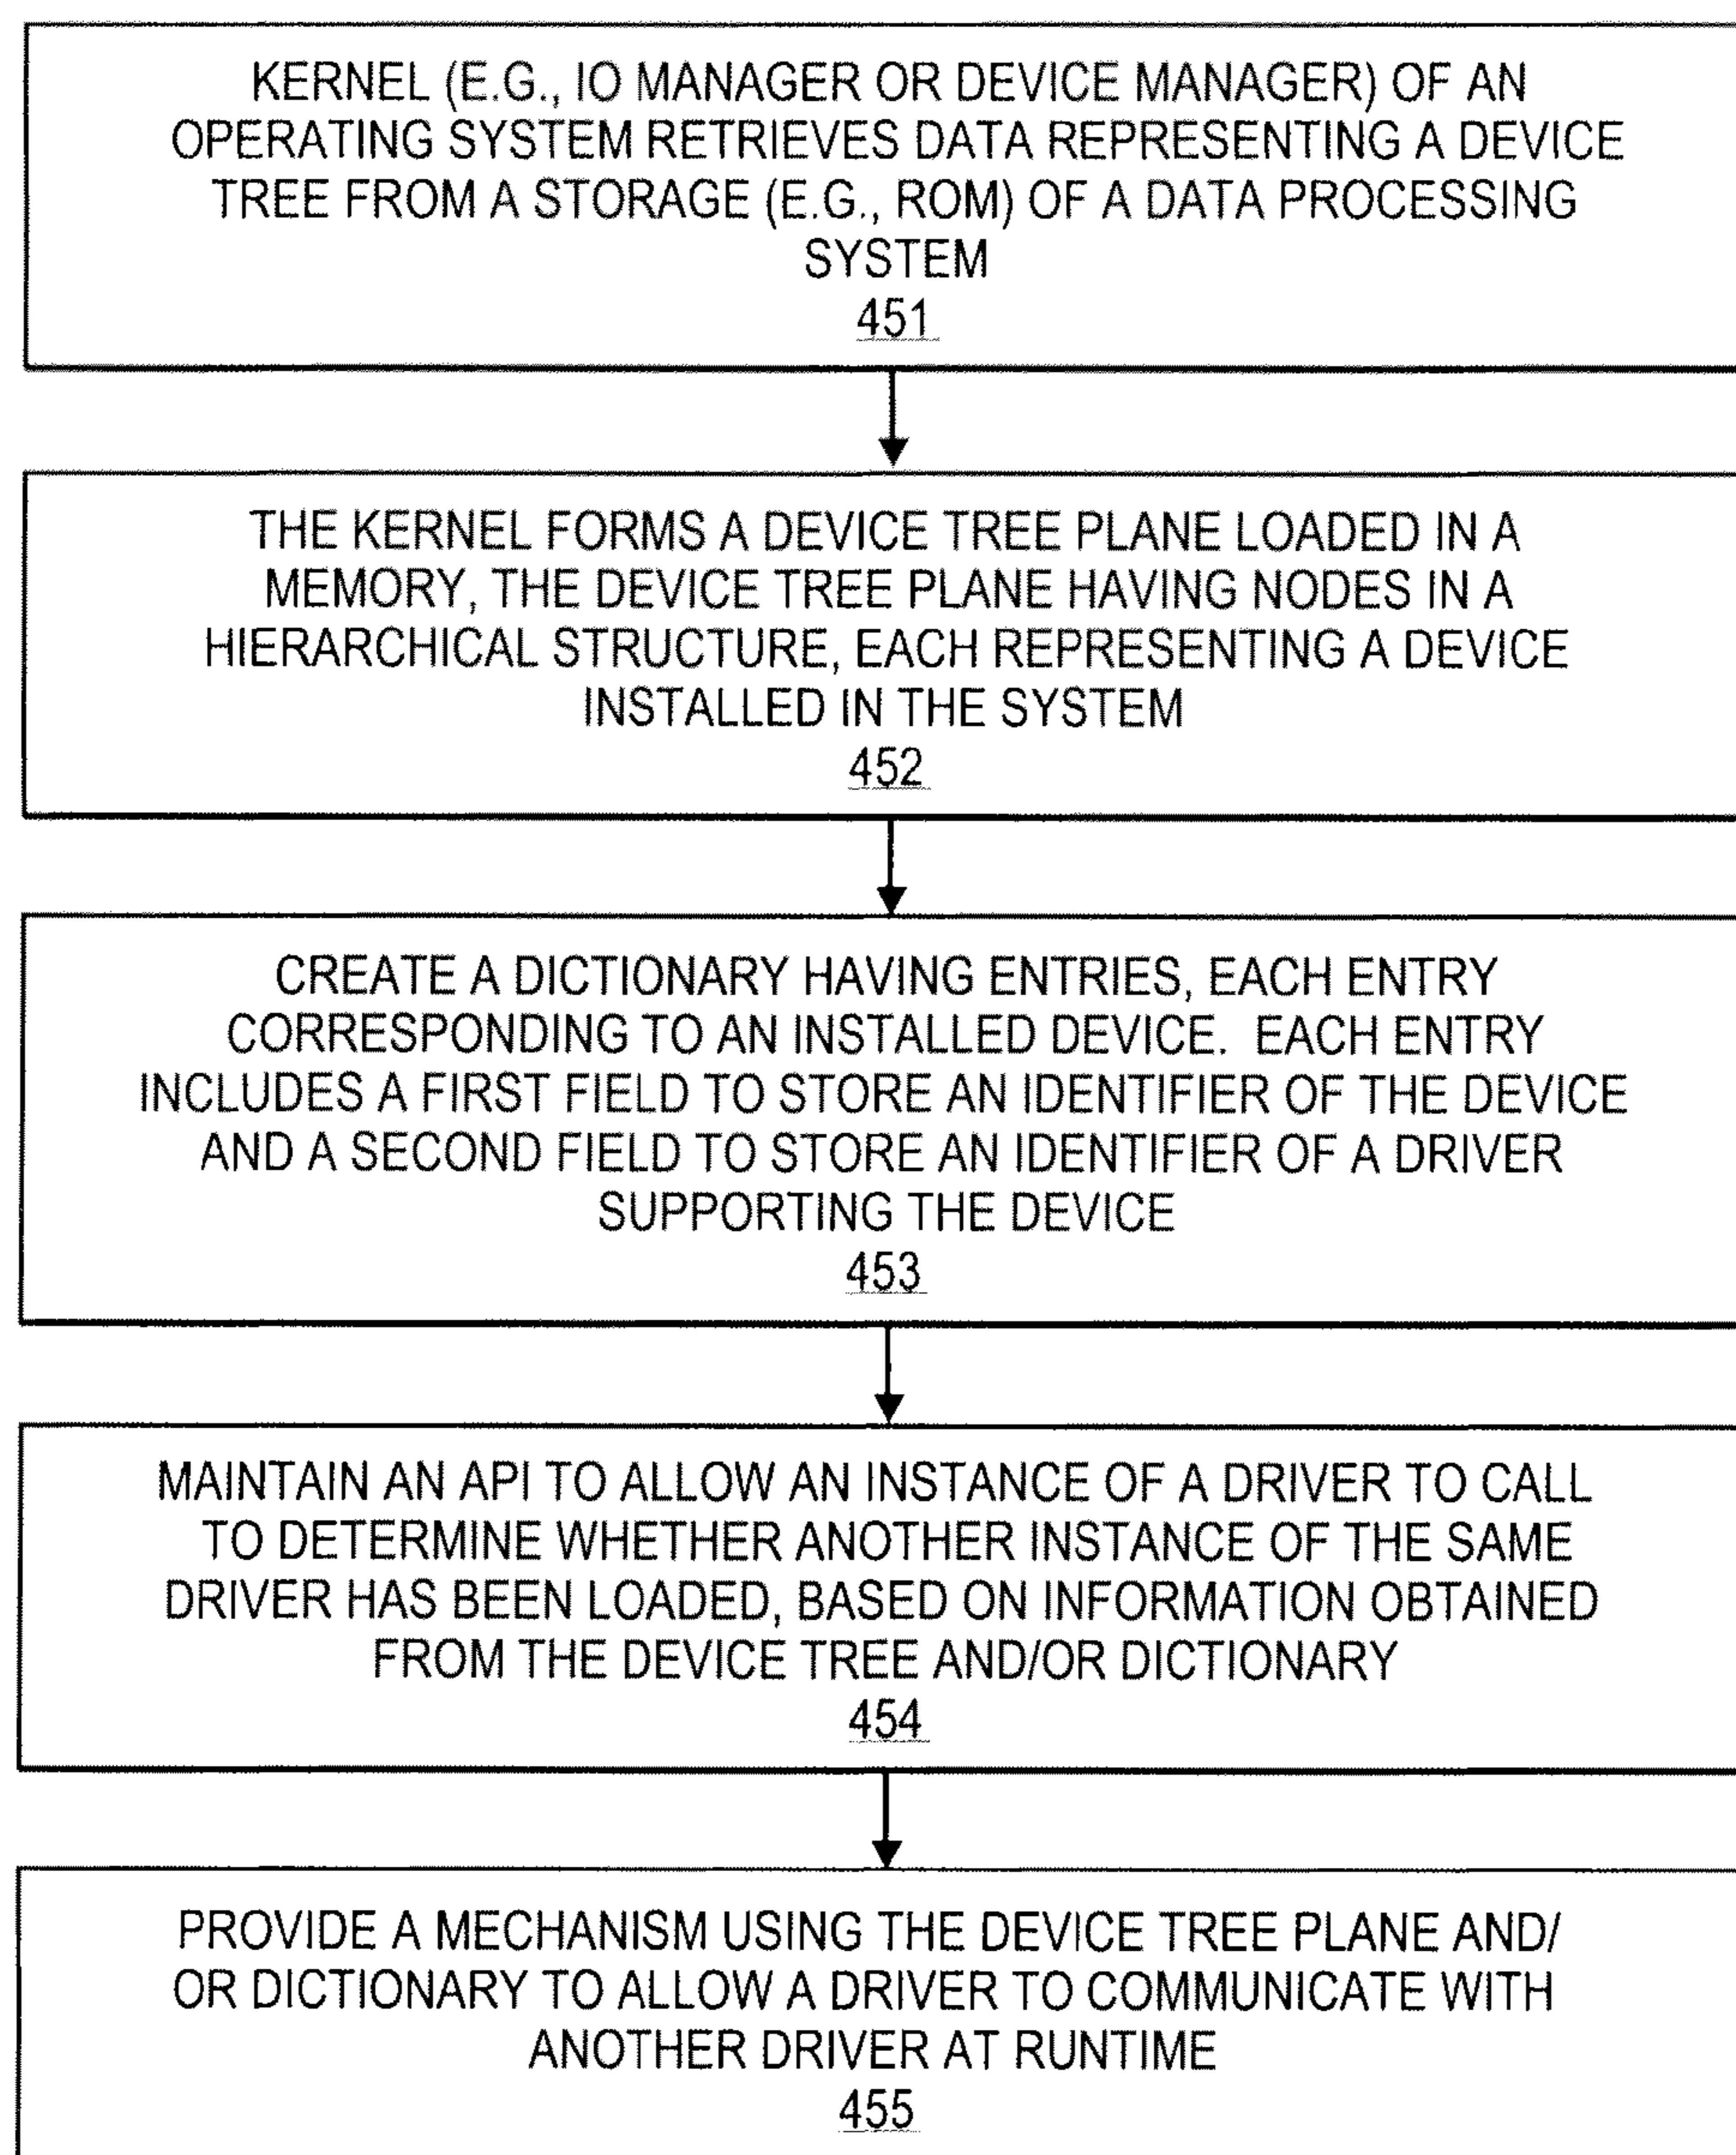 KERNEL (E.G., IO MANAGER OR DEVICE MANAGER) OF AN
OPERATING SYSTEM RETRIEVES DATA REPRESENTING A DEVICE
TREE FROM A STORAGE (E.G., ROM) OF A DATA PROCESSING
SYSTEM
451
THE KERNEL FORMS A DEVICE TREE PLANE LOADED IN A
MEMORY, THE DEVICE TREE PLANE HAVING NODES IN A
HIERARCHICAL STRUCTURE, EACH REPRESENTING A DEVICE
INSTALLED IN THE SYSTEM
452
CREATE A DICTIONARY HAVING ENTRIES, EACH ENTRY
CORRESPONDING TO AN INSTALLED DEVICE. EACH ENTRY
INCLUDES A FIRST FIELD TO STORE AN IDENTIFIER OF THE DEVICE
AND A SECOND FIELD TO STORE AN IDENTIFIER OF A DRIVER
SUPPORTING THE DEVICE
453
MAINTAIN AN API TO ALLOW AN INSTANCE OF A DRIVER TO CALL
TO DETERMINE WHETHER ANOTHER INSTANCE OF THE SAME
DRIVER HAS BEEN LOADED, BASED ON INFORMATION OBTAINED
FROM THE DEVICE TREE AND/OR DICTIONARY
454
PROVIDE A MECHANISM USING THE DEVICE TREE PLANE AND/
OR DICTIONARY TO ALLOW A DRIVER TO COMMUNICATE WITH
ANOTHER DRIVER AT RUNTIME
455